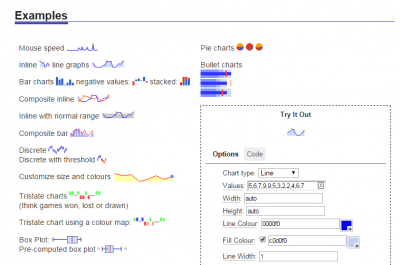 Examples
Mouse speed
Inline line graphs
Bar charts negative values: stacked:
Composite inline
Inline with normal range
Composite bar
Discrete
Discrete with threshold
Customize size and colours
Tristate charts
(think games won, lost or drawn)
Tristate chart using a colour map:
Box Plot:
Pre-computed box plot
Pie charts
Bullet charts
Try It Out
Options Code
Chart type: Line
Values: 5,6,7,9,9,5,3,2,2,4,6,7
Width: auto
Height: auto
Line Colour: 0000f0
Fill Colour: c0d0f0
Line Width: 1